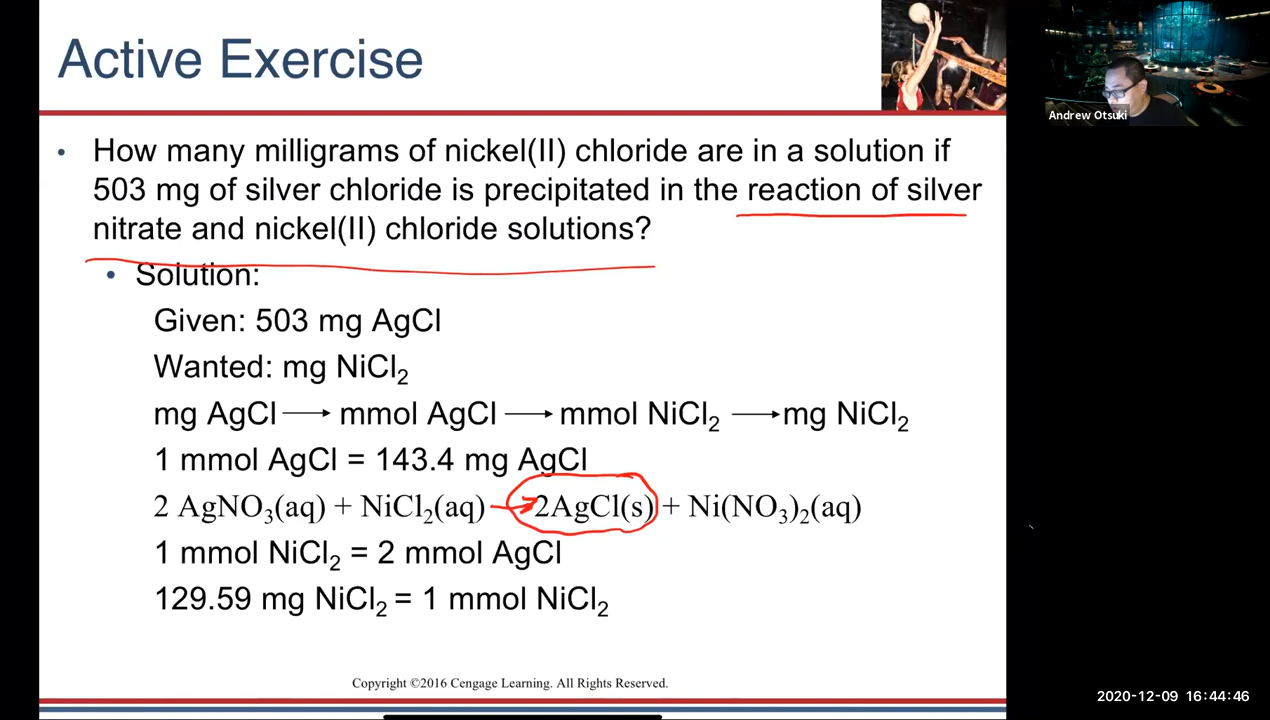 Active Exercise
• How many milligrams of nickel(II) chloride are in a solution if
503 mg of silver chloride is precipitated in the reaction of silver
nitrate and nickel(II) chloride solutions?
• Solution:
Given: 503 mg AgCl
Wanted: mg NiCl₂
mg AgCl ⟶ mmol AgCl ⟶ mmol NiCl₂ ⟶ mg NiCl₂
1 mmol AgCl = 143.4 mg AgCl
2 AgNO₃(aq) + NiCl₂(aq) → 2AgCl(s) + Ni(NO₃)₂(aq)
1 mmol NiCl₂ = 2 mmol AgCl
129.59 mg NiCl₂ = 1 mmol NiCl₂
Copyright ©2016 Cengage Learning. All Rights Reserved.
Andrew Otsuki
2020-12-09 16:44:46